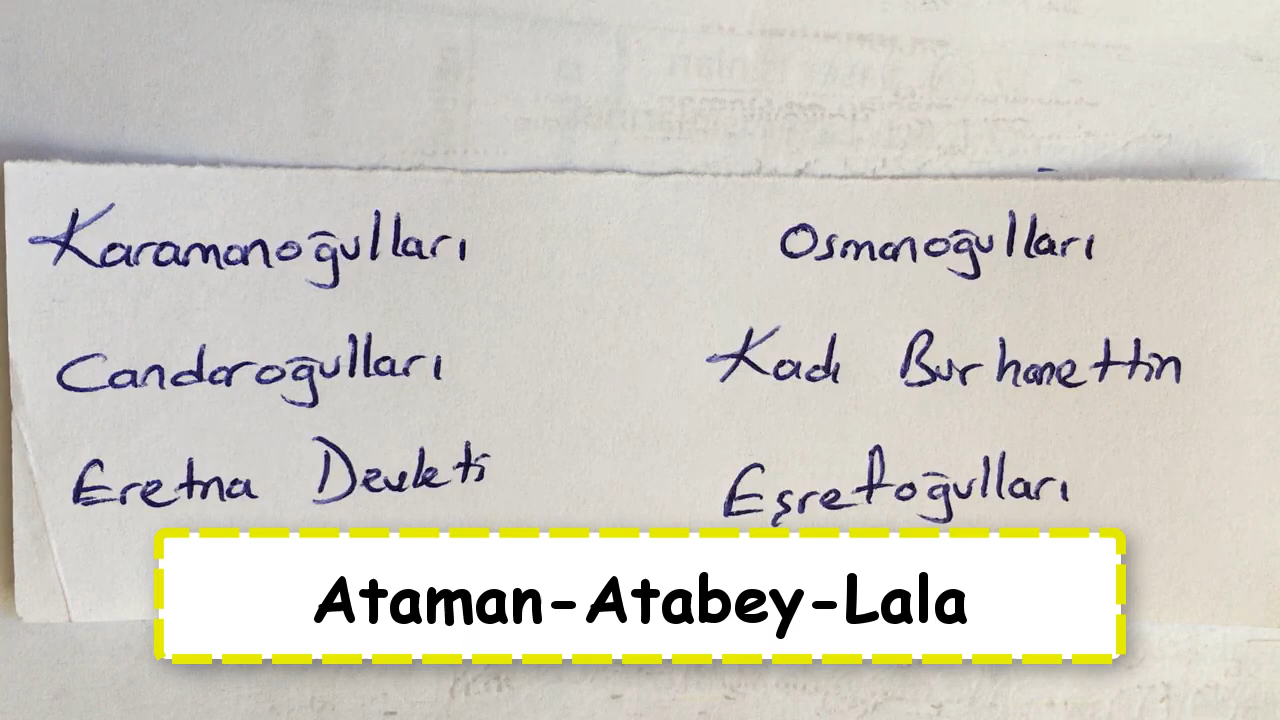 Karamanoğulları
Osmanoğulları
Candaroğulları
Kadı Burhanettin
Eretna Devleti
Eşrefoğulları
Ataman-Atabey-Lala